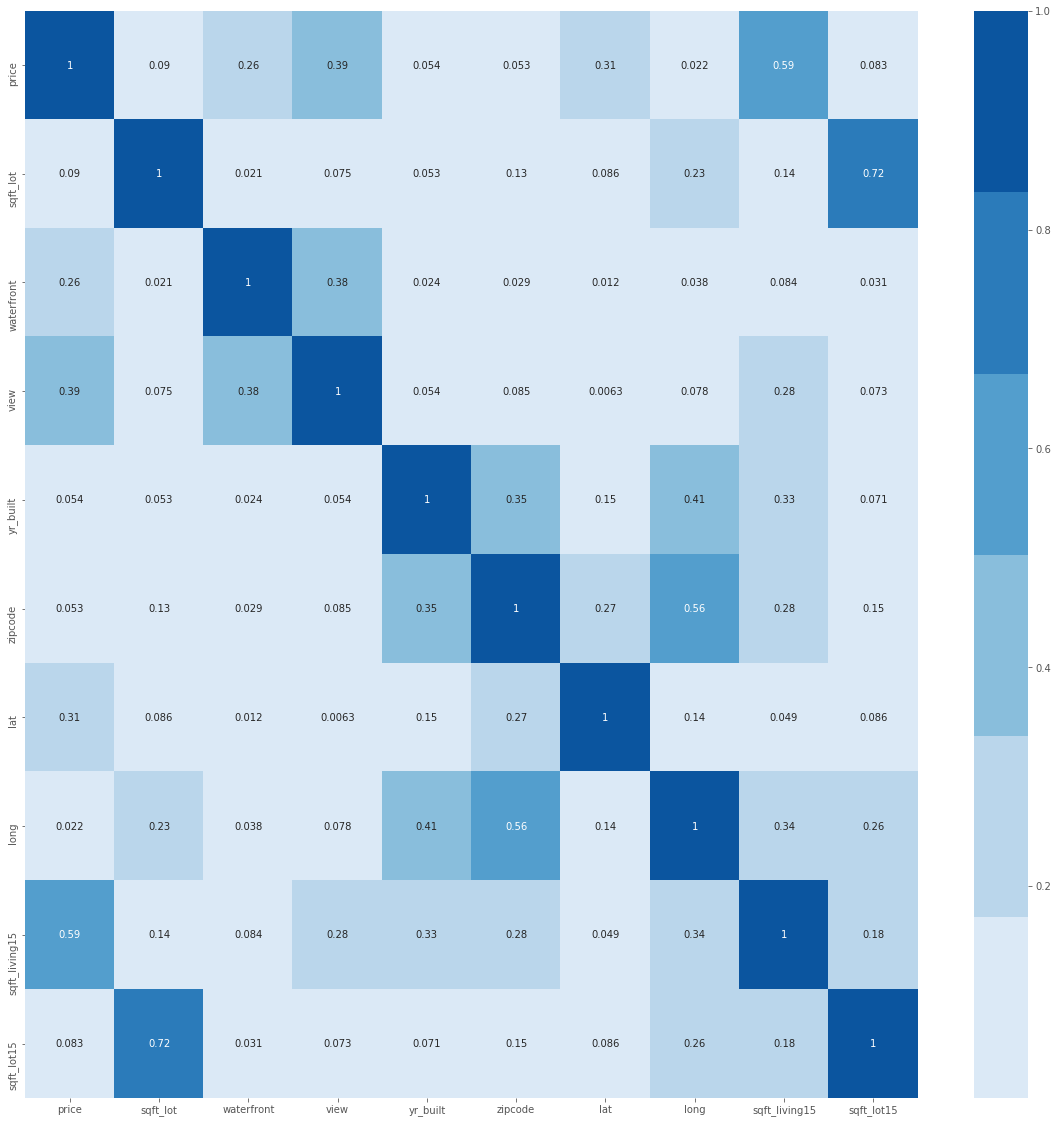 price 1 0.09 0.26 0.39 0.054 0.053 0.31 0.022 0.59 0.083
sqft_lot 0.09 1 0.021 0.075 0.053 0.13 0.086 0.23 0.14 0.72
waterfront 0.26 0.021 1 0.38 0.024 0.029 0.012 0.038 0.084 0.031
view 0.39 0.075 0.38 1 0.054 0.085 0.0063 0.078 0.28 0.073
yr_built 0.054 0.053 0.024 0.054 1 0.35 0.15 0.41 0.33 0.071
zipcode 0.053 0.13 0.029 0.085 0.35 1 0.27 0.56 0.28 0.15
lat 0.31 0.086 0.012 0.0063 0.15 0.27 1 0.14 0.049 0.086
long 0.022 0.23 0.038 0.078 0.41 0.56 0.14 1 0.34 0.26
sqft_living15 0.59 0.14 0.084 0.28 0.33 0.28 0.049 0.34 1 0.18
sqft_lot15 0.083 0.72 0.031 0.073 0.071 0.15 0.086 0.26 0.18 1
price sqft_lot waterfront view yr_built zipcode lat long sqft_living15 sqft_lot15
1.0
0.8
0.6
0.4
0.2